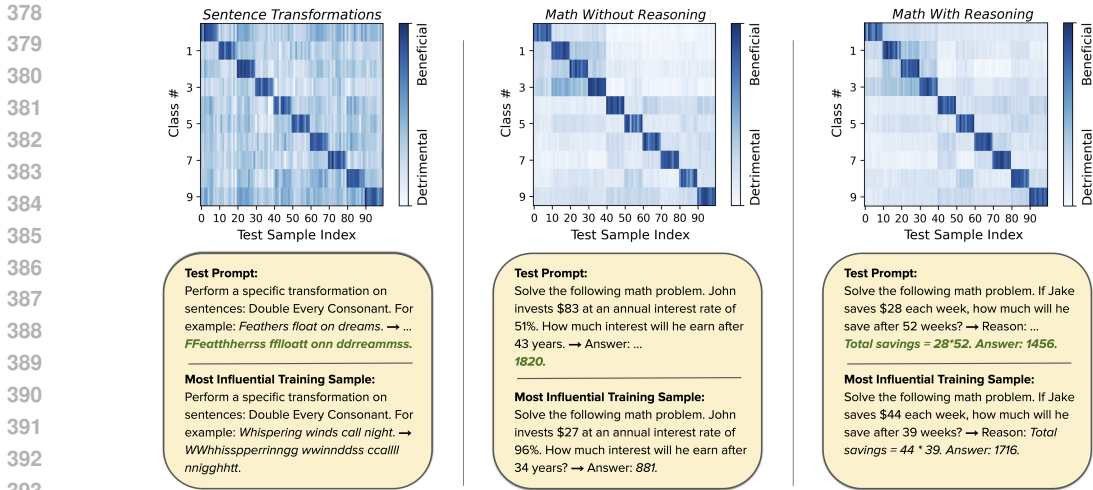 378
379
380
381
382
383
384
385
386
387
388
389
390
391
392
393
Sentence Transformations
Class #
1
3
5
7
9
0 10 20 30 40 50 60 70 80 90
Test Sample Index
Beneficial
Detrimental
Test Prompt:
Perform a specific transformation on
sentences: Double Every Consonant. For
example: Feathers float on dreams. → ...
FFeatthherrss ffllloatt onn ddrreammss.
Most Influential Training Sample:
Perform a specific transformation on
sentences: Double Every Consonant. For
example: Whispering winds call night. →
WWhhisspperrinngg wwinnddss ccallll
nnigghhtt.
Math Without Reasoning
Class #
1
3
5
7
9
0 10 20 30 40 50 60 70 80 90
Test Sample Index
Beneficial
Detrimental
Test Prompt:
Solve the following math problem. John
invests $83 at an annual interest rate of
51%. How much interest will he earn after
43 years. → Answer: ...
1820.
Most Influential Training Sample:
Solve the following math problem. John
invests $27 at an annual interest rate of
96%. How much interest will he earn after
34 years? → Answer: 881.
Math With Reasoning
Class #
1
3
5
7
9
0 10 20 30 40 50 60 70 80 90
Test Sample Index
Beneficial
Detrimental
Test Prompt:
Solve the following math problem. If Jake
saves $28 each week, how much will he
save after 52 weeks? → Reason: ...
Total savings = 28*52. Answer: 1456.
Most Influential Training Sample:
Solve the following math problem. If Jake
saves $44 each week, how much will he
save after 39 weeks? → Reason: Total
savings = 44 * 39. Answer: 1716.